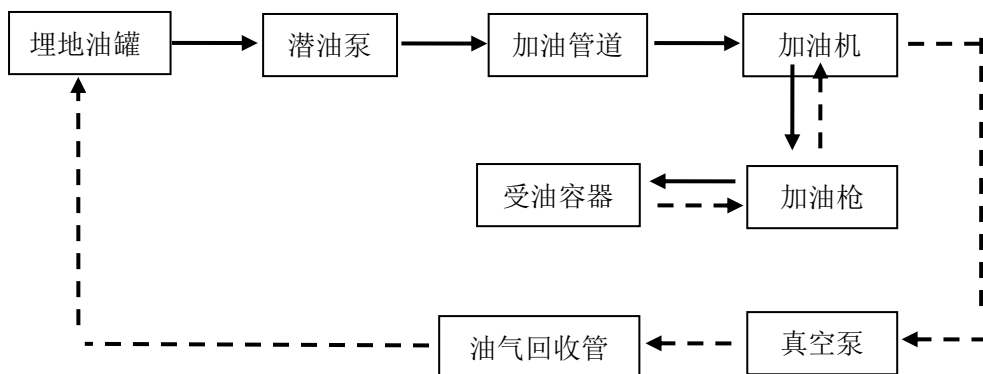 埋地油罐
潜油泵
加油管道
加油机
受油容器
加油枪
油气回收管
真空泵